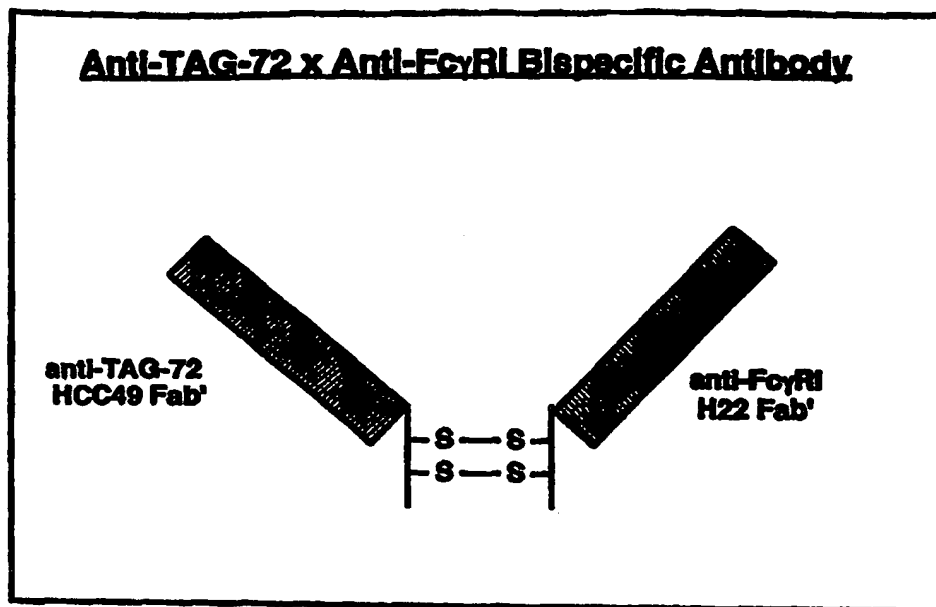 Anti-TAG-72 x Anti-FcγRI Bispecific Antibody
anti-TAG-72
HCC49 Fab'
anti-FcγRI
H22 Fab'
S—S
S—S